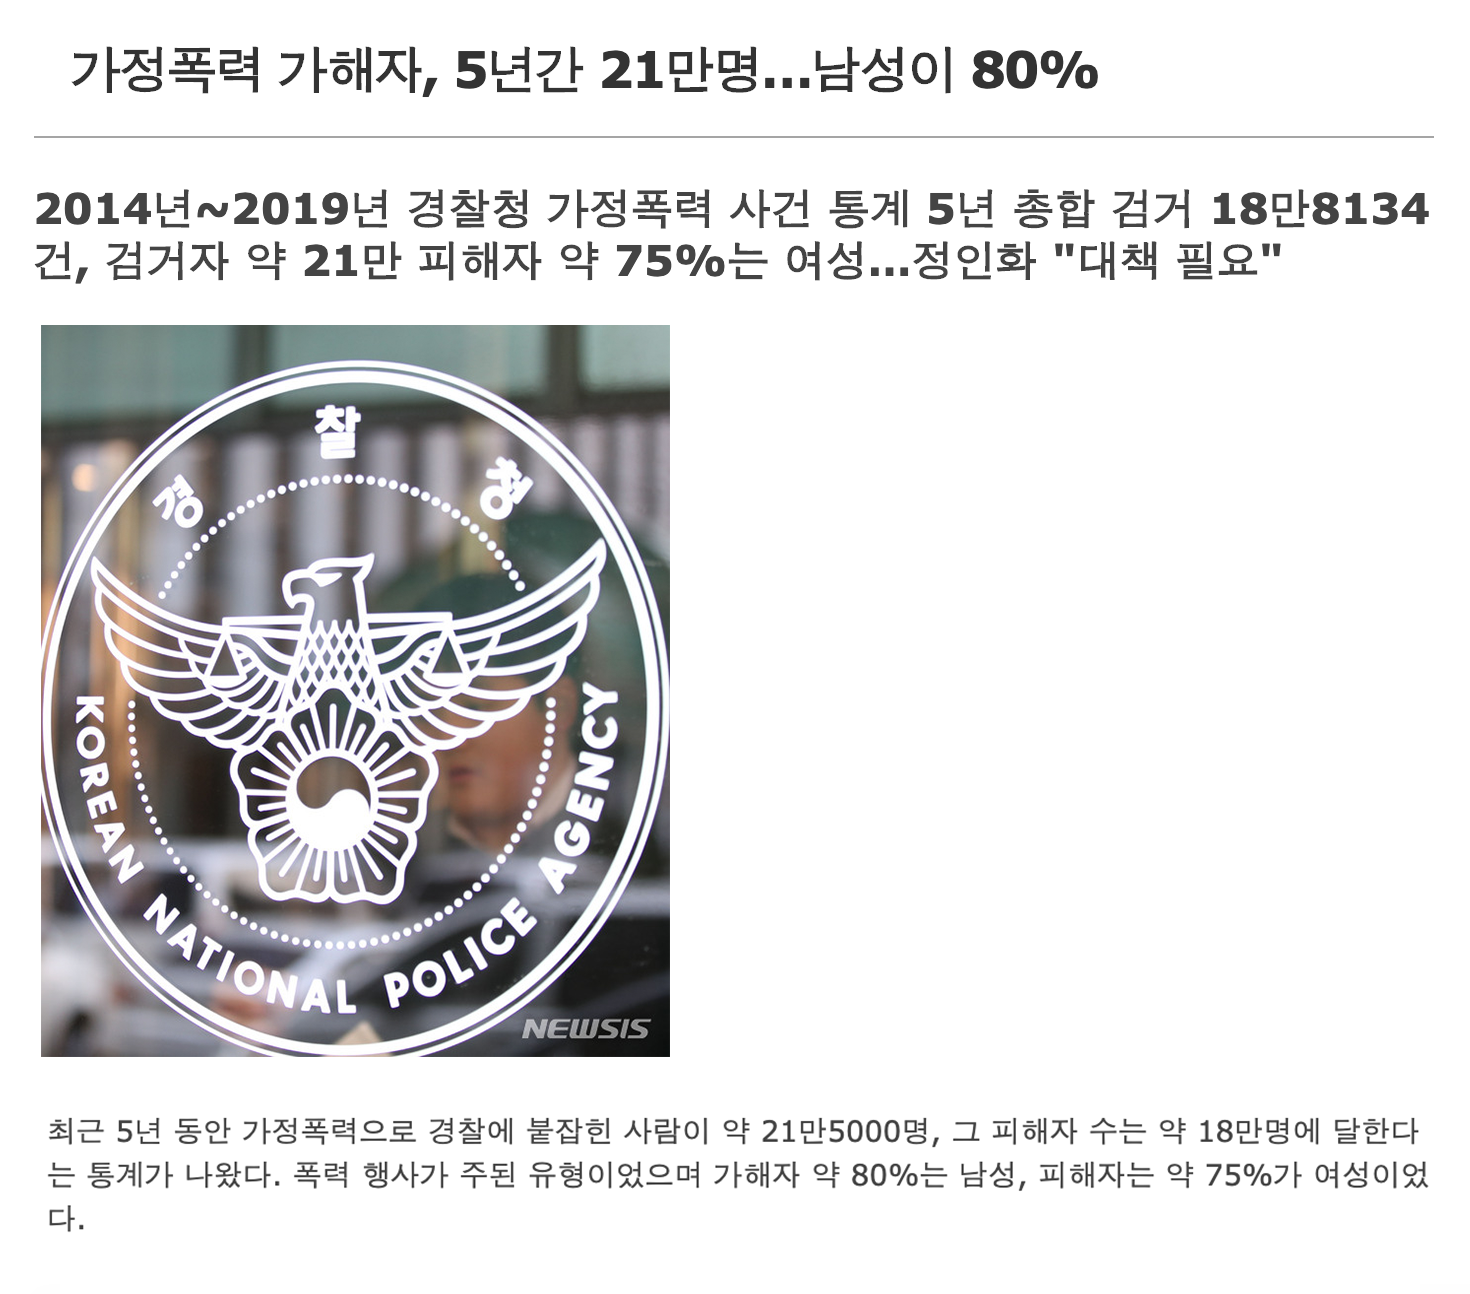 가정폭력 가해자, 5년간 21만명...남성이 80%
2014년~2019년 경찰청 가정폭력 사건 통계 5년 총합 검거 18만8134
건, 검거자 약 21만 피해자 약 75%는 여성...정인화 "대책 필요"
경찰청
KOREAN NATIONAL POLICE AGENCY
NEWSIS
최근 5년 동안 가정폭력으로 경찰에 붙잡힌 사람이 약 21만5000명, 그 피해자 수는 약 18만명에 달한다
는 통계가 나왔다. 폭력 행사가 주된 유형이었으며 가해자 약 80%는 남성, 피해자는 약 75%가 여성이었
다.